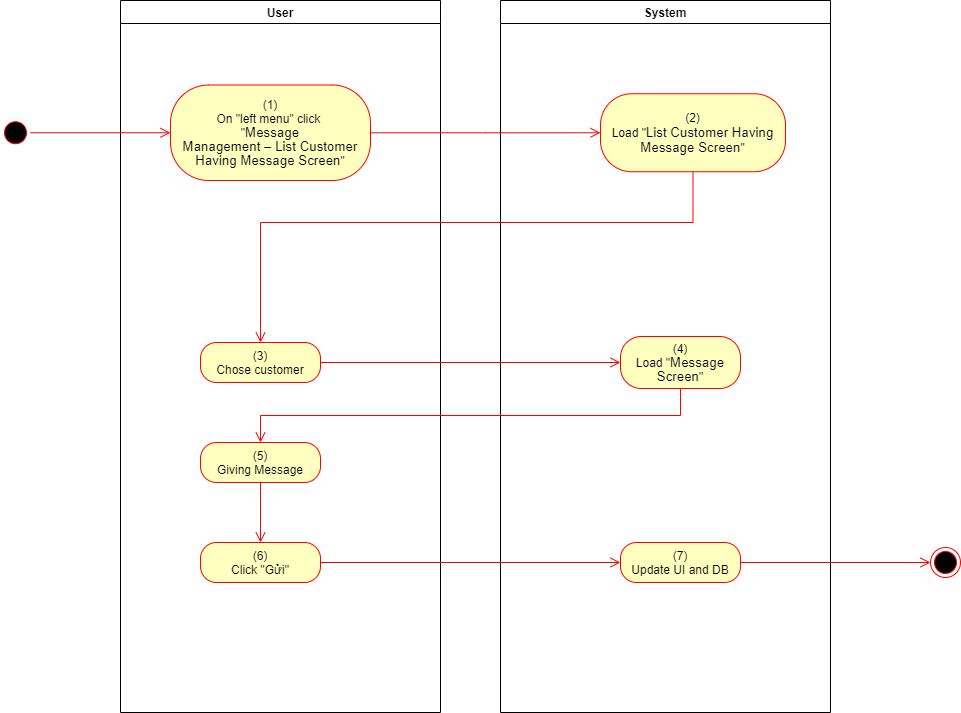 User
System
(1)
On "left menu" click
"Message
Management – List Customer
Having Message Screen"
(2)
Load "List Customer Having
Message Screen"
(3)
Chose customer
(4)
Load "Message
Screen"
(5)
Giving Message
(6)
Click "Gửi"
(7)
Update UI and DB